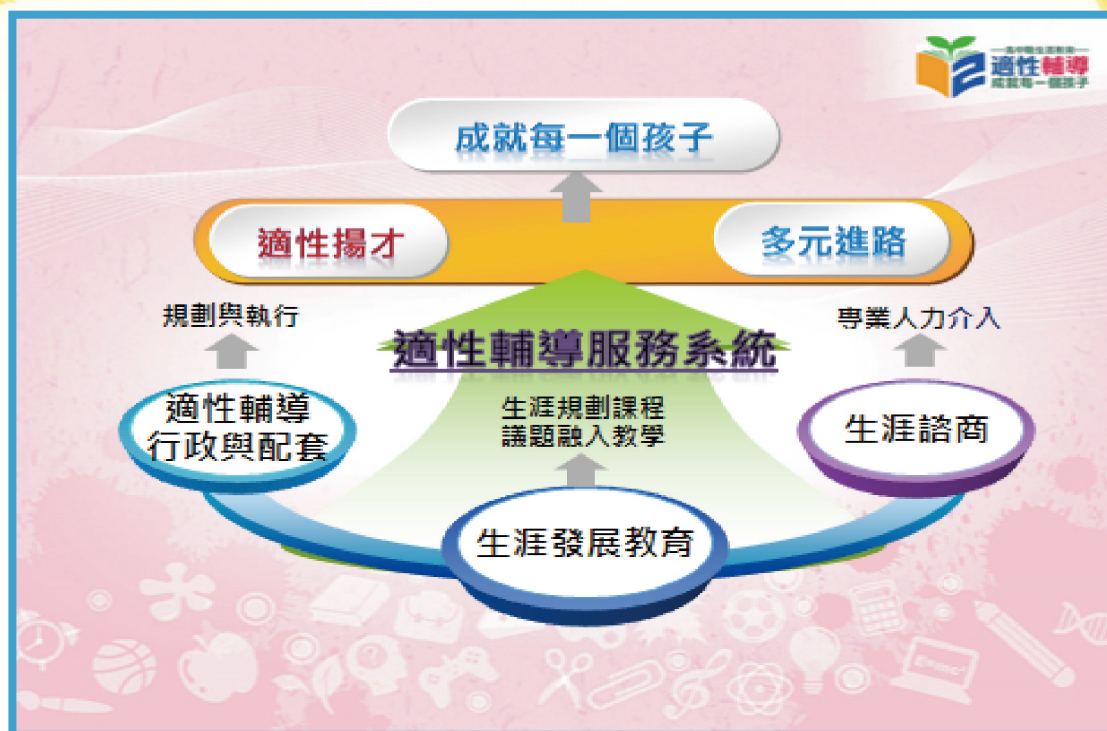 適性輔導
成就每一個孩子
成就每一個孩子
適性揚才
多元進路
規劃與執行
專業人力介入
適性輔導服務系統
適性輔導
行政與配套
生涯規劃課程
議題融入教學
生涯諮商
生涯發展教育